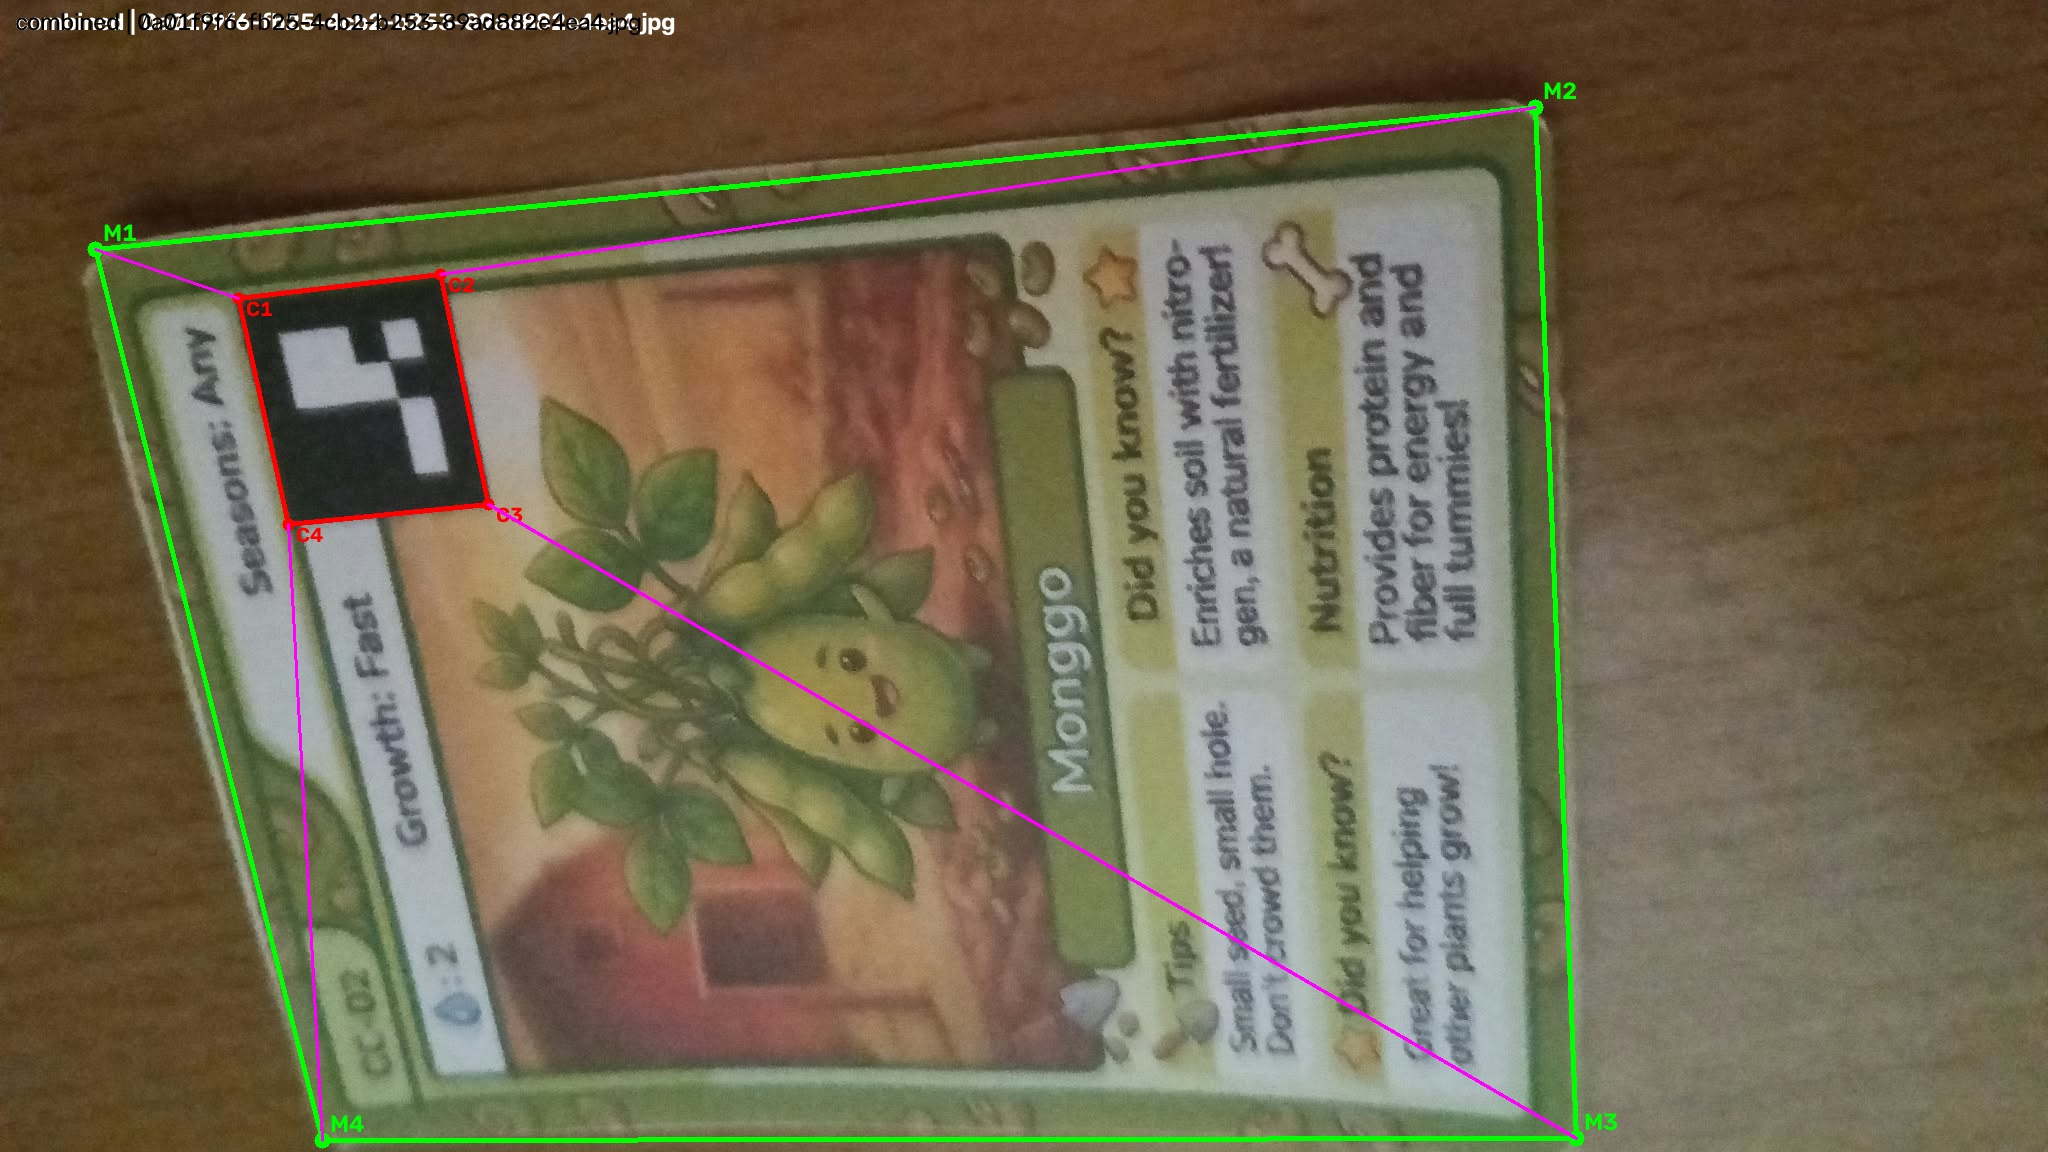 Seasons: Any
CC-02
Growth: Fast
: 2
Monggo
Did you know?
Enriches soil with nitro-
gen, a natural fertilizer!
Nutrition
Provides protein and
fiber for energy and
full tummies!
Tips
Small seed, small hole.
Don't crowd them.
Did you know?
Great for helping
other plants grow!
M1
M2
M3
M4
C1
C2
C3
C4